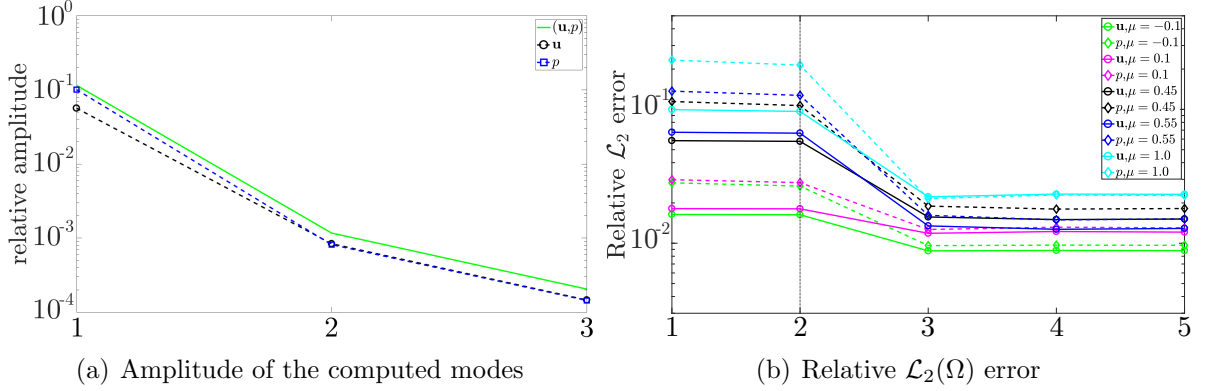 10^0
10^-1
10^-2
10^-3
10^-4
relative amplitude
(u,p)
u
p
1
2
3
(a) Amplitude of the computed modes
10^-1
10^-2
Relative ℒ₂ error
u,μ = −0.1
p,μ = −0.1
u,μ = 0.1
p,μ = 0.1
u,μ = 0.45
p,μ = 0.45
u,μ = 0.55
p,μ = 0.55
u,μ = 1.0
p,μ = 1.0
1
2
3
4
5
(b) Relative ℒ₂(Ω) error